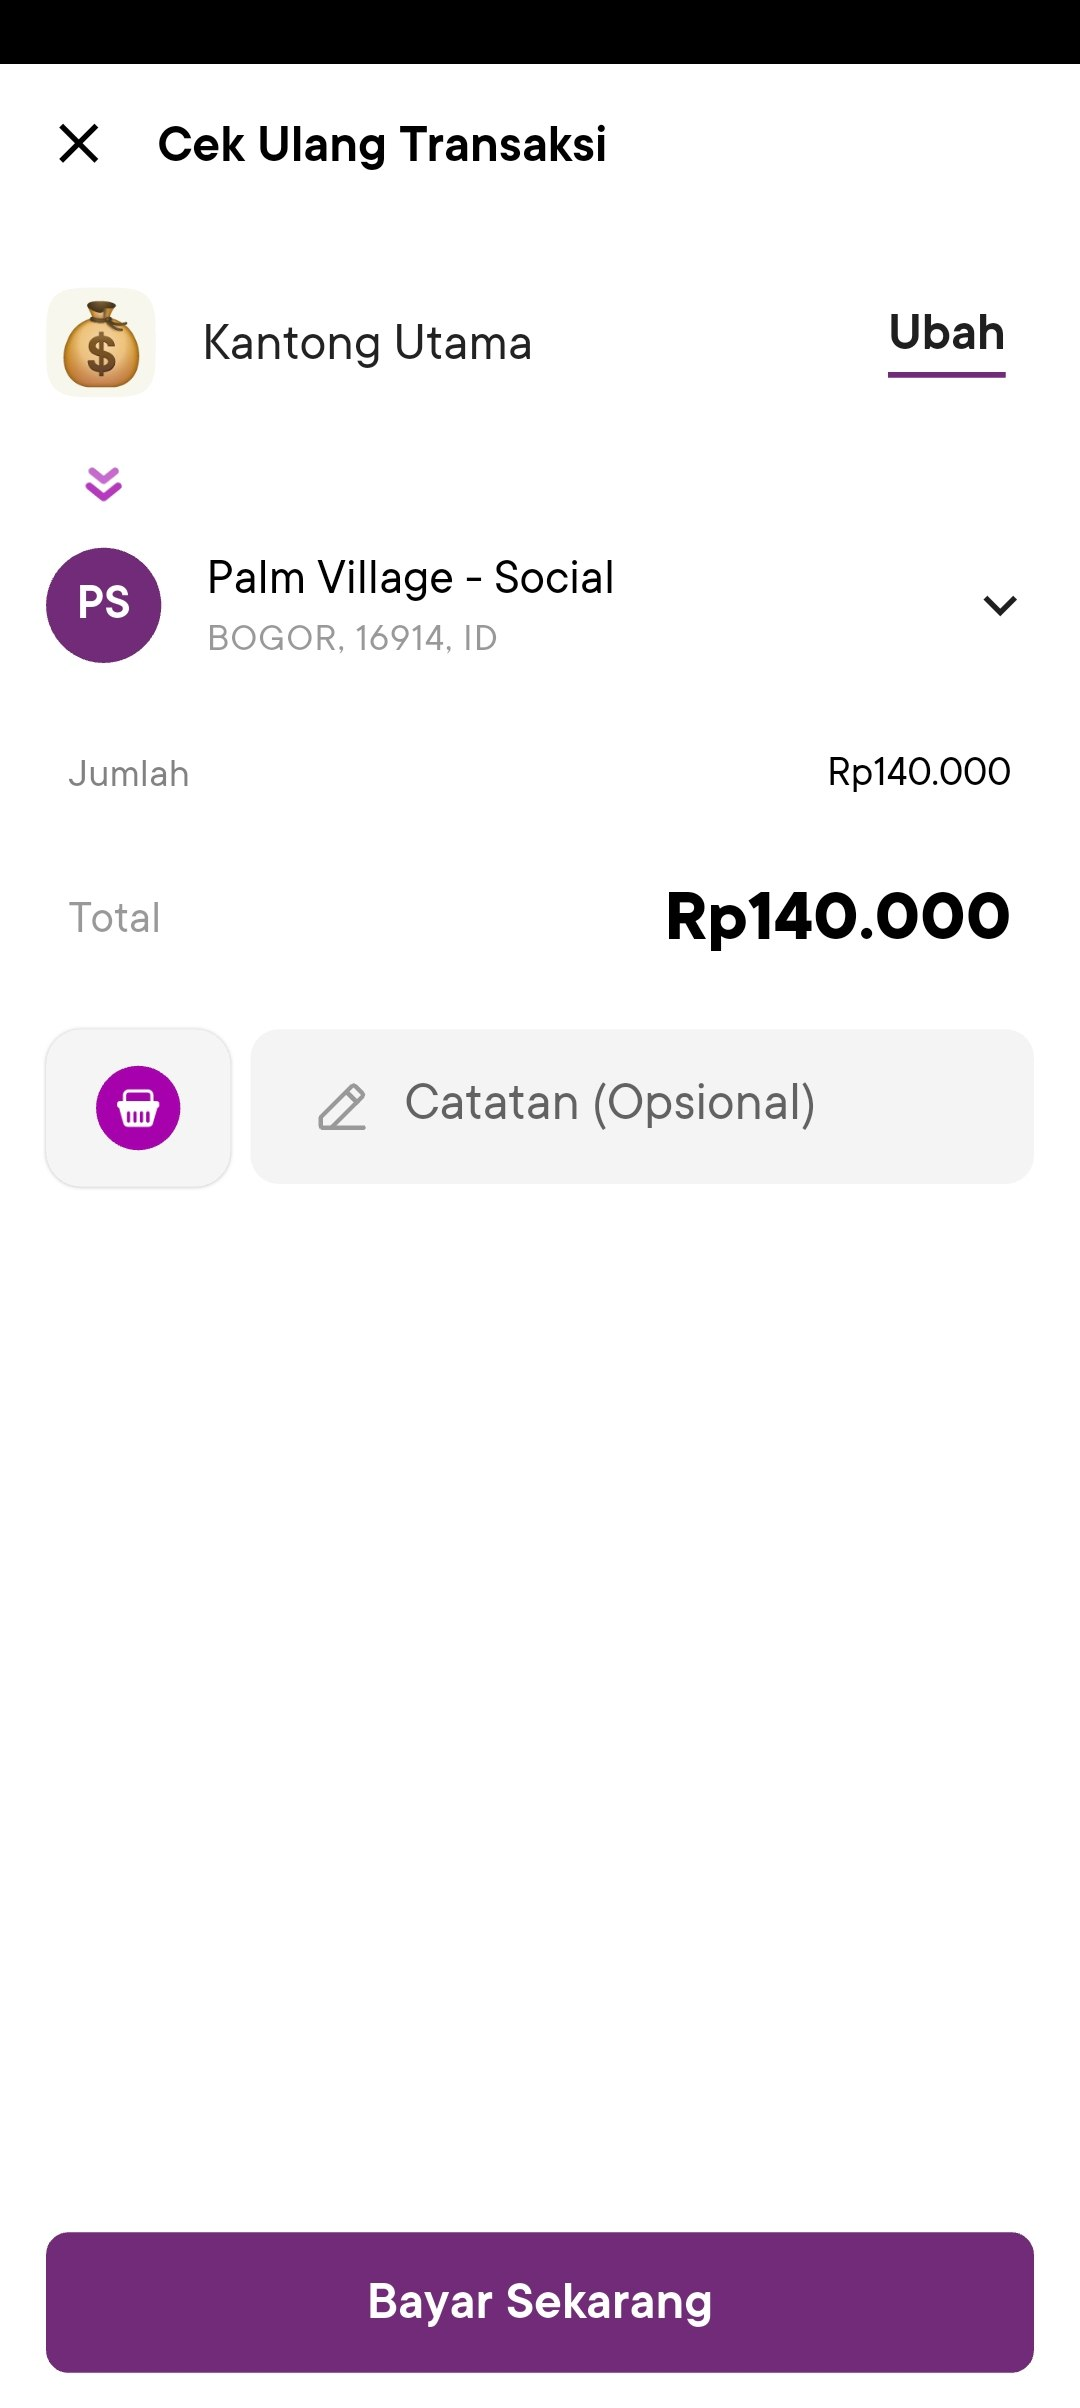 Cek Ulang Transaksi
Kantong Utama
Ubah
PS
Palm Village - Social
BOGOR, 16914, ID
Jumlah
Rp140.000
Total
Rp140.000
Catatan (Opsional)
Bayar Sekarang